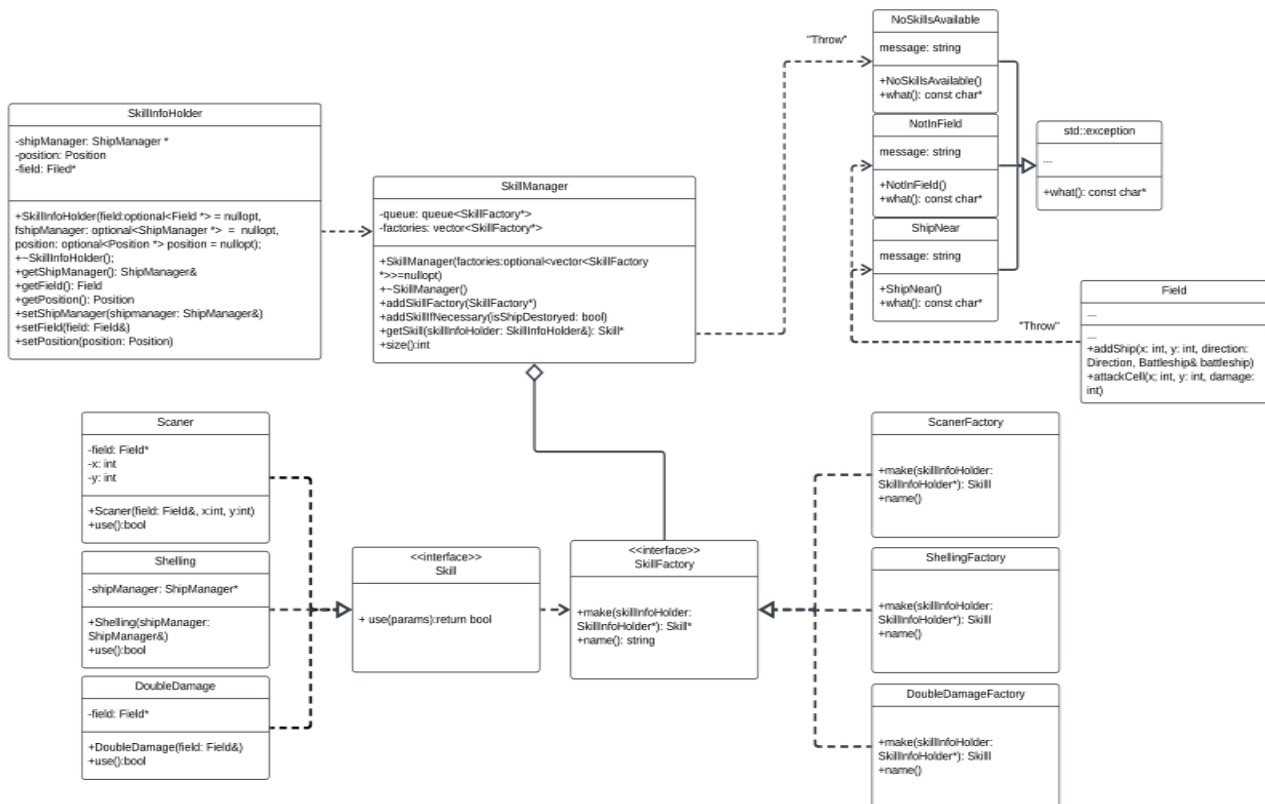 NoSkillsAvailable
message: string
+NoSkillsAvailable()
+what(): const char*
"Throw"
NotInField
message: string
+NotInField()
+what(): const char*
ShipNear
message: string
+ShipNear()
+what(): const char*
std::exception
...
+what(): const char*
SkillInfoHolder
-shipManager: ShipManager *
-position: Position
-field: Filed*
+SkillInfoHolder(field:optional<Field *> = nullopt,
fshipManager: optional<ShipManager *> = nullopt,
position: optional<Position *> position = nullopt);
+~SkillInfoHolder();
+getShipManager(): ShipManager&
+getField(): Field
+getPosition(): Position
+setShipManager(shipmanager: ShipManager&)
+setField(field: Field&)
+setPosition(position: Position)
SkillManager
-queue: queue<SkillFactory*>
-factories: vector<SkillFactory*>
+SkillManager(factories:optional<vector<SkillFactory
*>>=nullopt)
+~SkillManager()
+addSkillFactory(SkillFactory*)
+addSkillIfNecessary(isShipDestoryed: bool)
+getSkill(skillInfoHolder: SkillInfoHolder&): Skill*
+size():int
Field
...
...
+addShip(x: int, y: int, direction:
Direction, Battleship& battleship)
+attackCell(x; int, y: int, damage:
int)
"Throw"
Scaner
-field: Field*
-x: int
-y: int
+Scaner(field: Field&, x:int, y:int)
+use():bool
Shelling
-shipManager: ShipManager*
+Shelling(shipManager:
ShipManager&)
+use():bool
DoubleDamage
-field: Field*
+DoubleDamage(field: Field&)
+use():bool
<<interface>>
Skill
+ use(params):return bool
<<interface>>
SkillFactory
+make(skillInfoHolder:
SkillInfoHolder*): Skill*
+name(): string
ScanerFactory
+make(skillInfoHolder:
SkillInfoHolder*): Skilll
+name()
ShellingFactory
+make(skillInfoHolder:
SkillInfoHolder*): Skilll
+name()
DoubleDamageFactory
+make(skillInfoHolder:
SkillInfoHolder*): Skilll
+name()